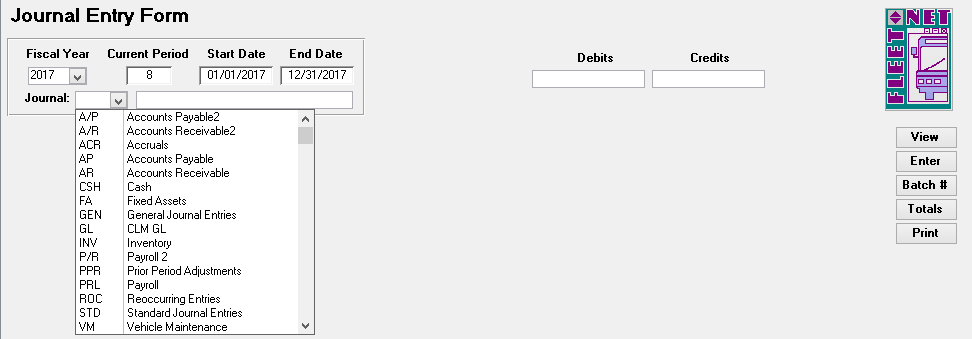 Journal Entry Form
Fiscal Year Current Period Start Date End Date
2017 8 01/01/2017 12/31/2017
Journal:
Debits Credits
A/P Accounts Payable2
A/R Accounts Receivable2
ACR Accruals
AP Accounts Payable
AR Accounts Receivable
CSH Cash
FA Fixed Assets
GEN General Journal Entries
GL CLM GL
INV Inventory
P/R Payroll 2
PPR Prior Period Adjustments
PRL Payroll
ROC Reoccurring Entries
STD Standard Journal Entries
VM Vehicle Maintenance
FLEET NET
View
Enter
Batch #
Totals
Print